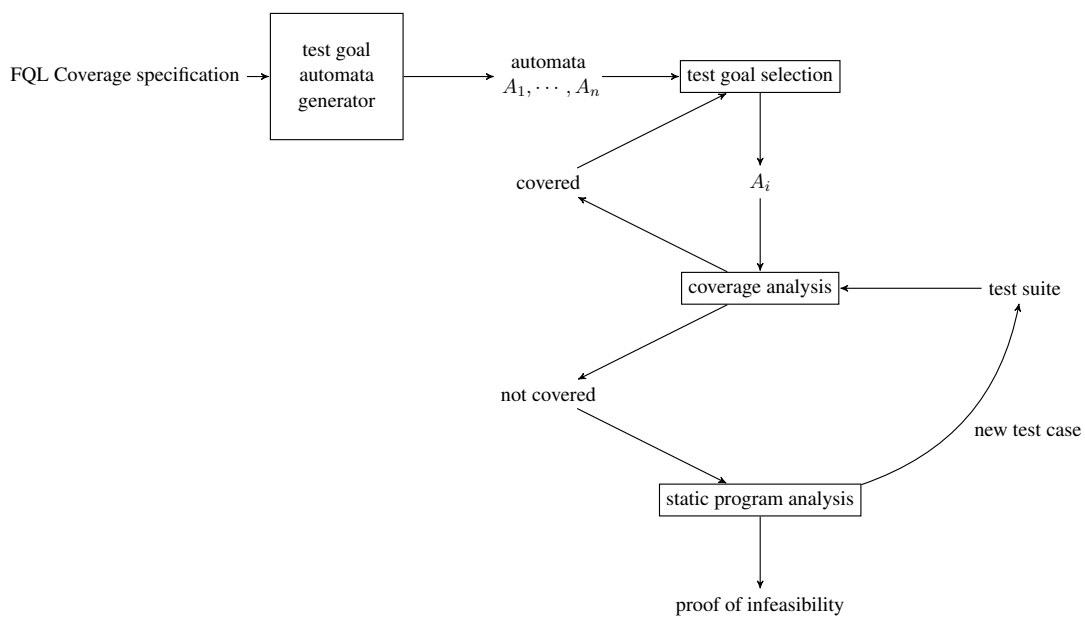 FQL Coverage specification
test goal
automata
generator
automata
A₁, ⋯ , Aₙ
test goal selection
covered
Aᵢ
coverage analysis
test suite
not covered
new test case
static program analysis
proof of infeasibility